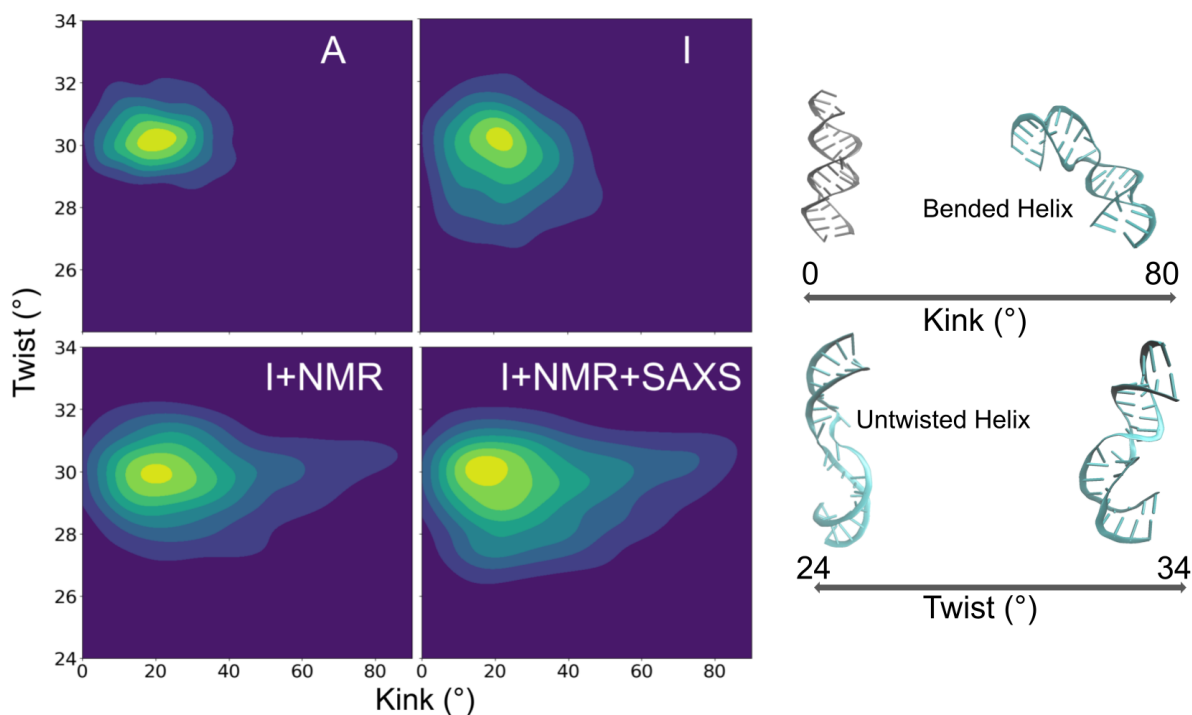 A
I
34
32
30
28
26
Twist (°)
I+NMR
I+NMR+SAXS
34
32
30
28
26
24
0 20 40 60 80 0 20 40 60 80
Kink (°)
Bended Helix
0 80
Kink (°)
Untwisted Helix
24 34
Twist (°)